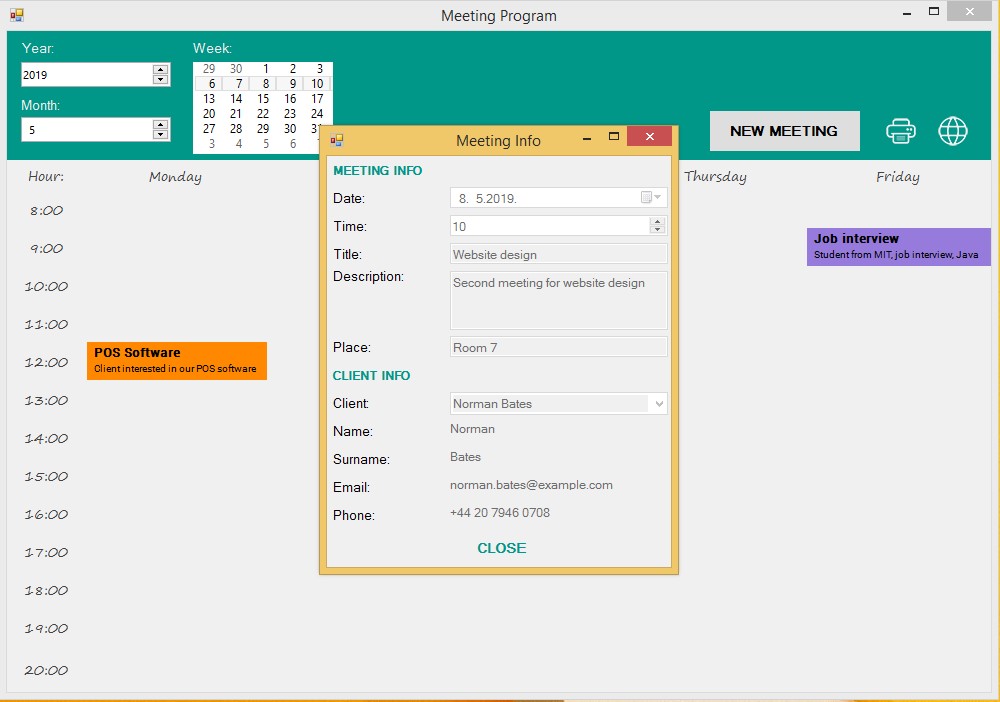 Meeting Program
Year:
2019
Month:
5
Week:
29 30 1 2 3
6 7 8 9 10
13 14 15 16 17
20 21 22 23 24
27 28 29 30
3 4 5 6
NEW MEETING
Hour: Monday Thursday Friday
8:00
9:00
10:00
11:00
12:00
13:00
14:00
15:00
16:00
17:00
18:00
19:00
20:00
POS Software
Client interested in our POS software
Job interview
Student from MIT, job interview, Java
Meeting Info
MEETING INFO
Date: 8. 5.2019.
Time: 10
Title: Website design
Description: Second meeting for website design
Place: Room 7
CLIENT INFO
Client: Norman Bates
Name: Norman
Surname: Bates
Email: norman.bates@example.com
Phone: +44 20 7946 0708
CLOSE